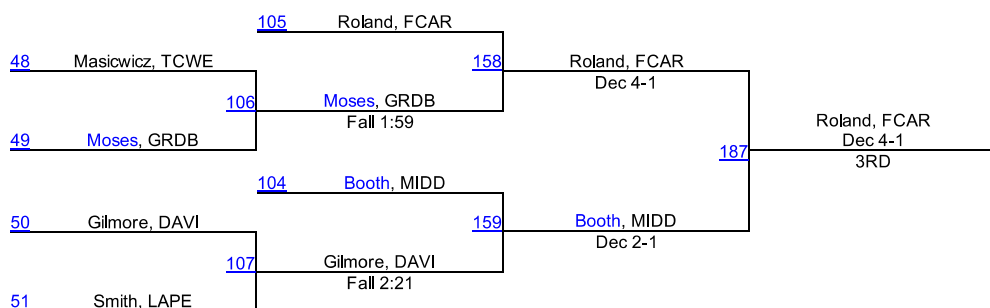 105 Roland, FCAR
48 Masicwicz, TCWE
158 Roland, FCAR
Dec 4-1
106 Moses, GRDB
Fall 1:59
49 Moses, GRDB
187 Roland, FCAR
Dec 4-1
3RD
104 Booth, MIDD
50 Gilmore, DAVI
159 Booth, MIDD
Dec 2-1
107 Gilmore, DAVI
Fall 2:21
51 Smith, LAPE